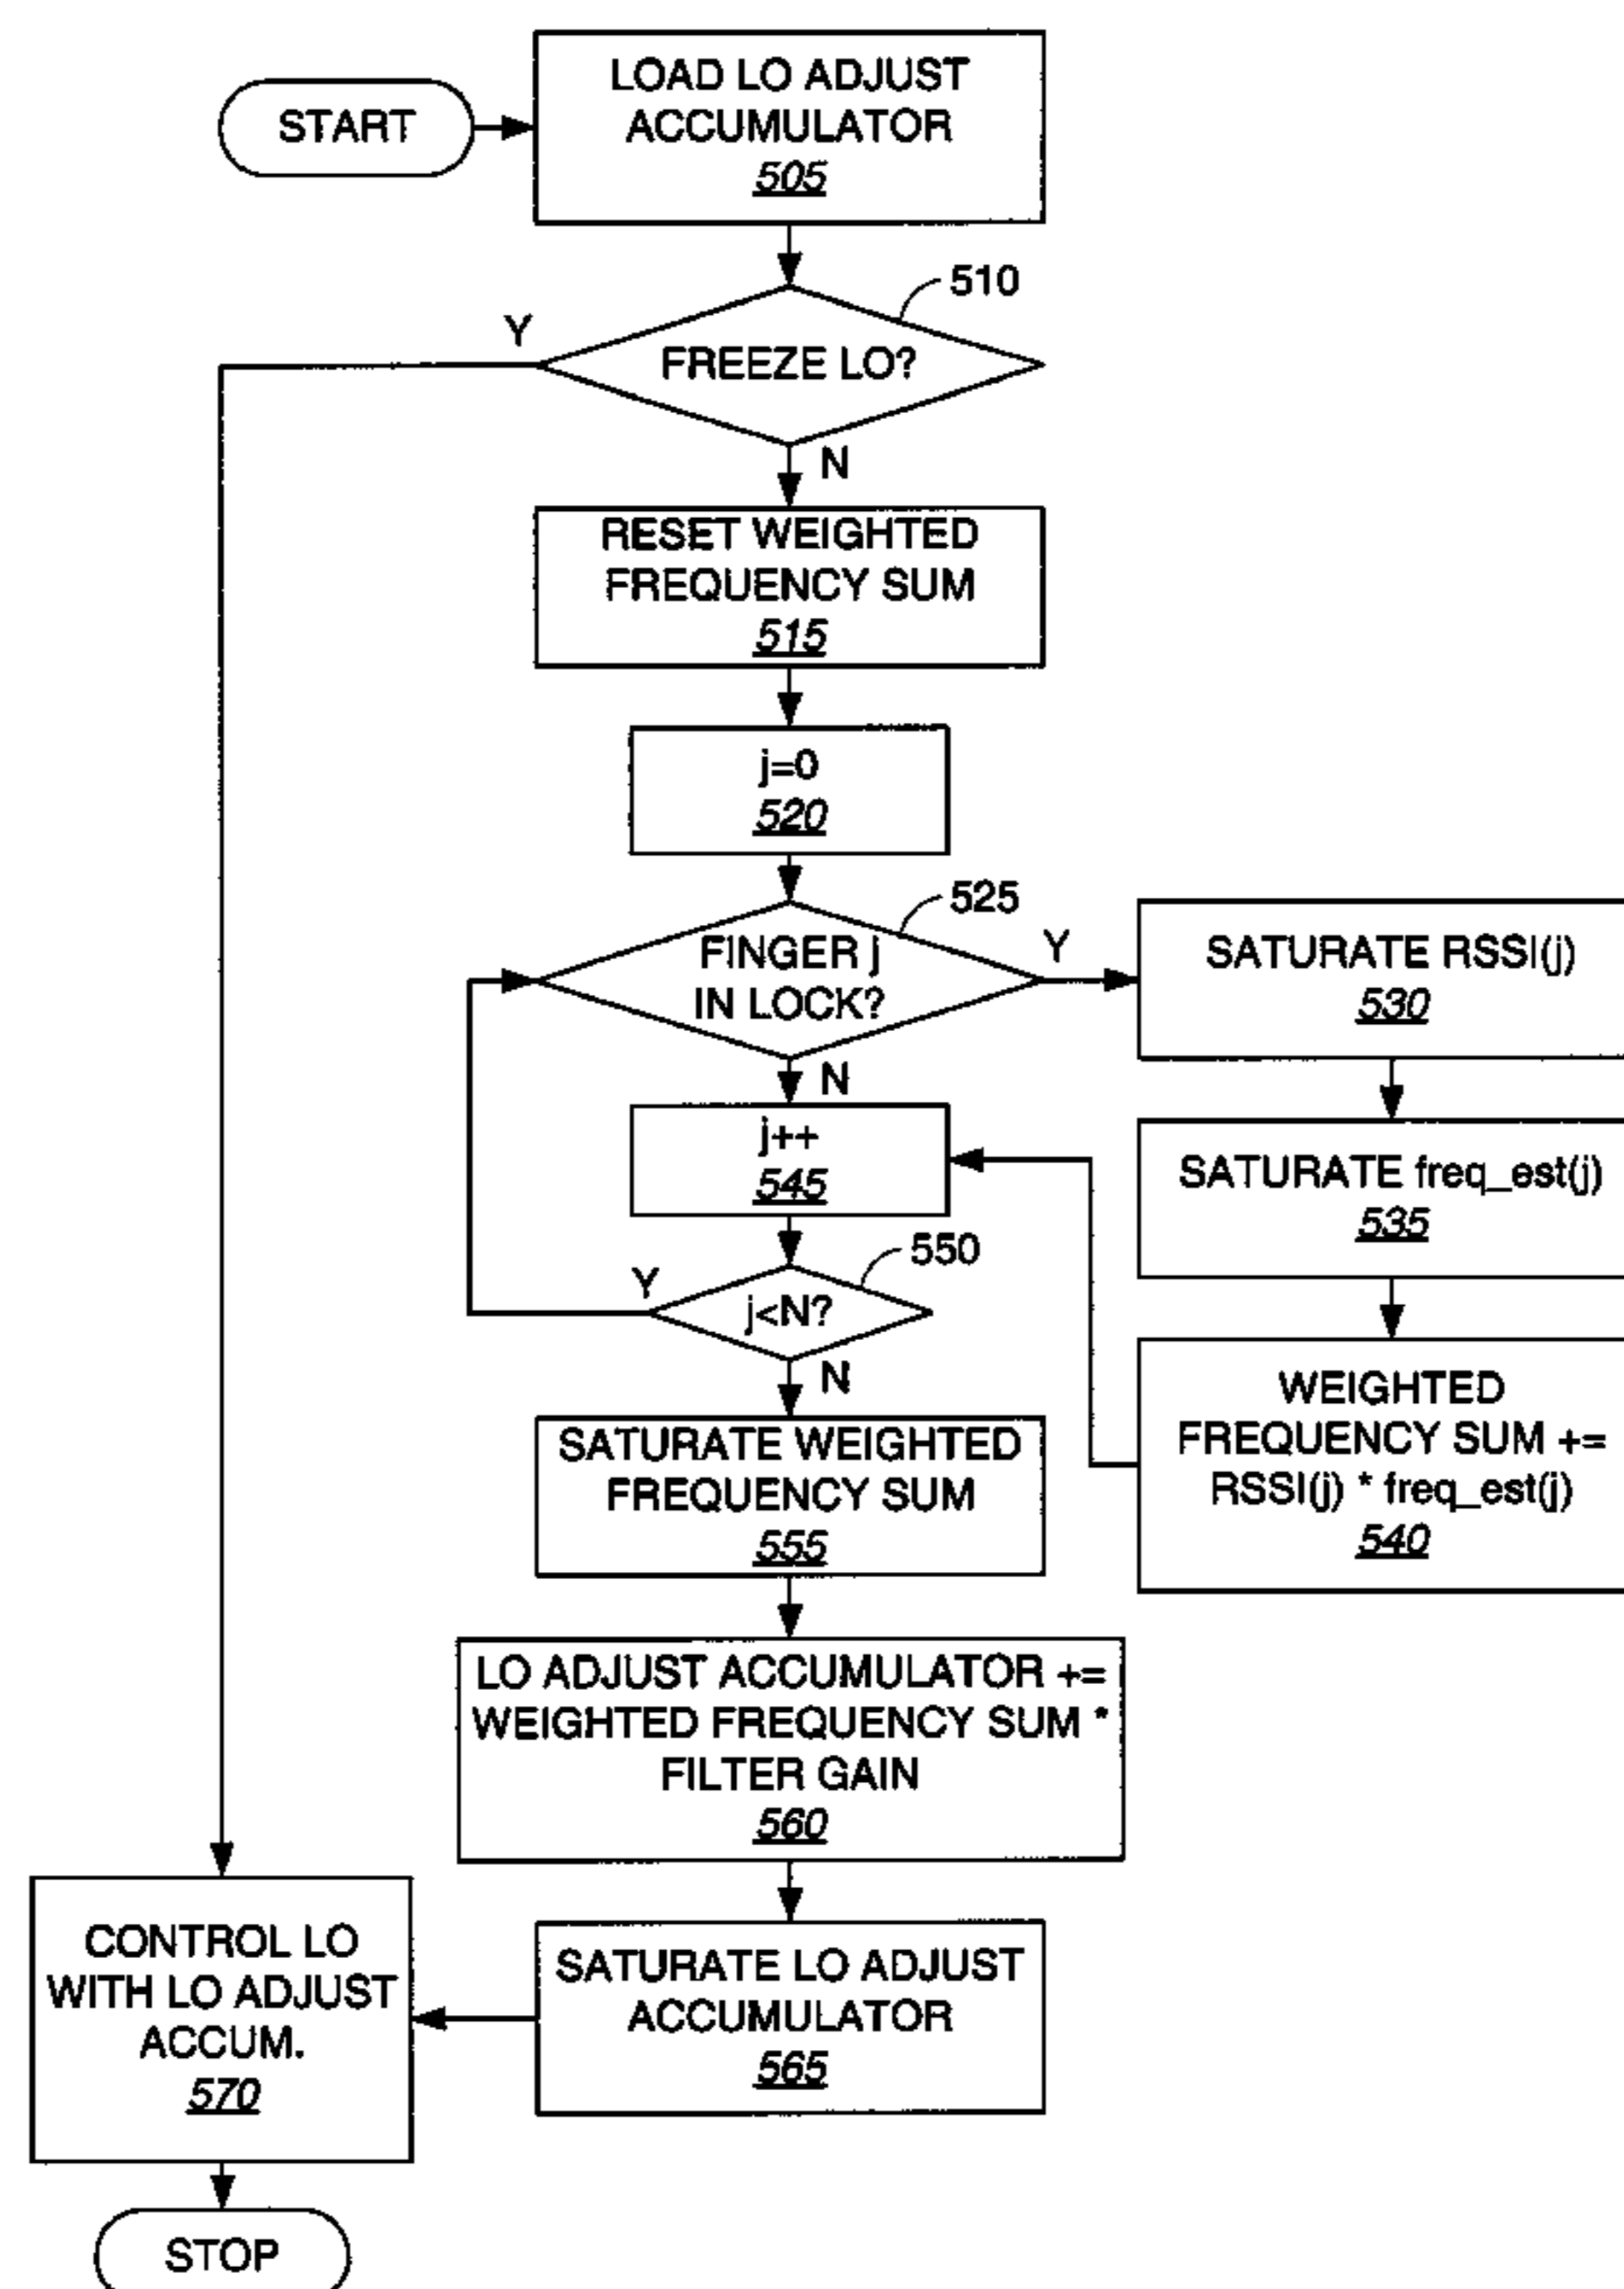 START
LOAD LO ADJUST
ACCUMULATOR
505
510
Y
FREEZE LO?
N
RESET WEIGHTED
FREQUENCY SUM
515
j=0
520
525
FINGER j
IN LOCK?
Y
SATURATE RSSI(j)
530
N
j++
545
SATURATE freq_est(j)
535
550
Y
j<N?
N
WEIGHTED
FREQUENCY SUM +=
RSSI(j) * freq_est(j)
540
SATURATE WEIGHTED
FREQUENCY SUM
555
LO ADJUST ACCUMULATOR +=
WEIGHTED FREQUENCY SUM *
FILTER GAIN
560
CONTROL LO
WITH LO ADJUST
ACCUM.
570
SATURATE LO ADJUST
ACCUMULATOR
565
STOP